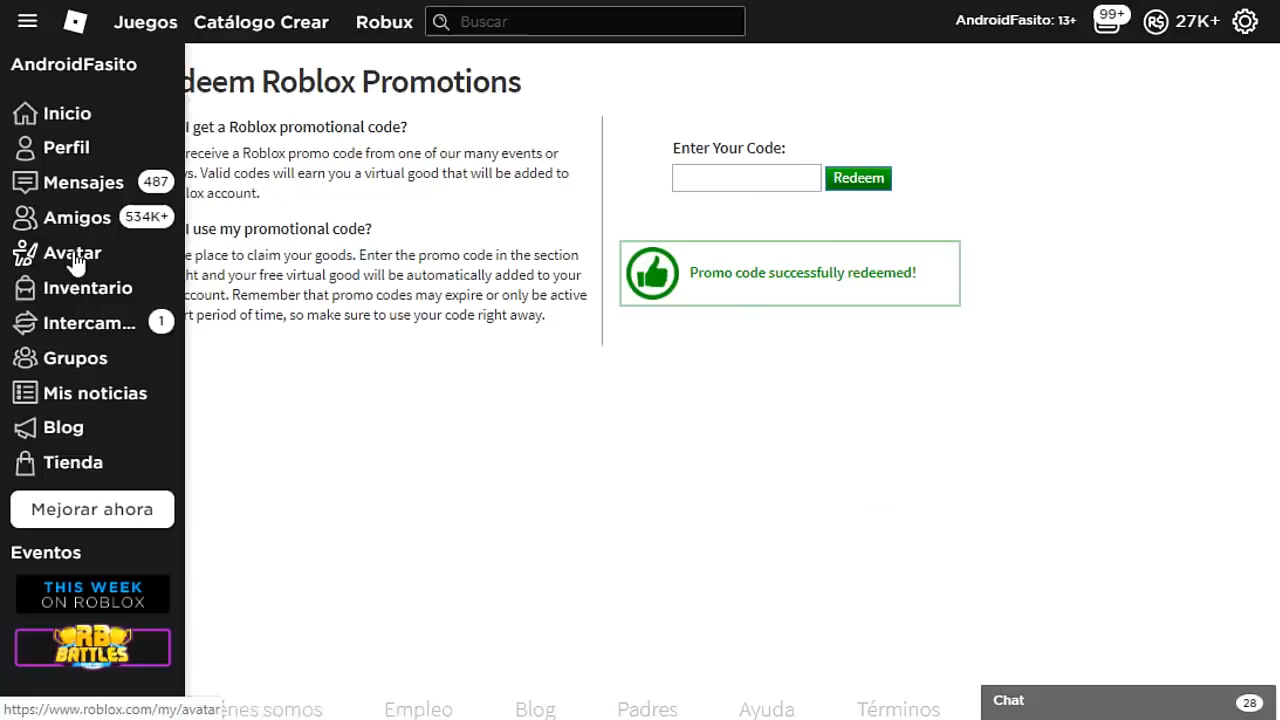 Juegos Catálogo Crear Robux Buscar AndroidFasito: 13+ 99+ R$ 27K+
AndroidFasito
Inicio
Perfil
Mensajes 487
Amigos 534K+
Avatar
Inventario
Intercam... 1
Grupos
Mis noticias
Blog
Tienda
Mejorar ahora
Eventos
THIS WEEK
ON ROBLOX
RB
BATTLES
deem Roblox Promotions
I get a Roblox promotional code?
receive a Roblox promo code from one of our many events or
s. Valid codes will earn you a virtual good that will be added to
lox account.
I use my promotional code?
e place to claim your goods. Enter the promo code in the section
ht and your free virtual good will be automatically added to your
ccount. Remember that promo codes may expire or only be active
rt period of time, so make sure to use your code right away.
Enter Your Code:
Redeem
Promo code successfully redeemed!
https://www.roblox.com/my/avatar
enes somos Empleo Blog Padres Ayuda Términos
Chat 28